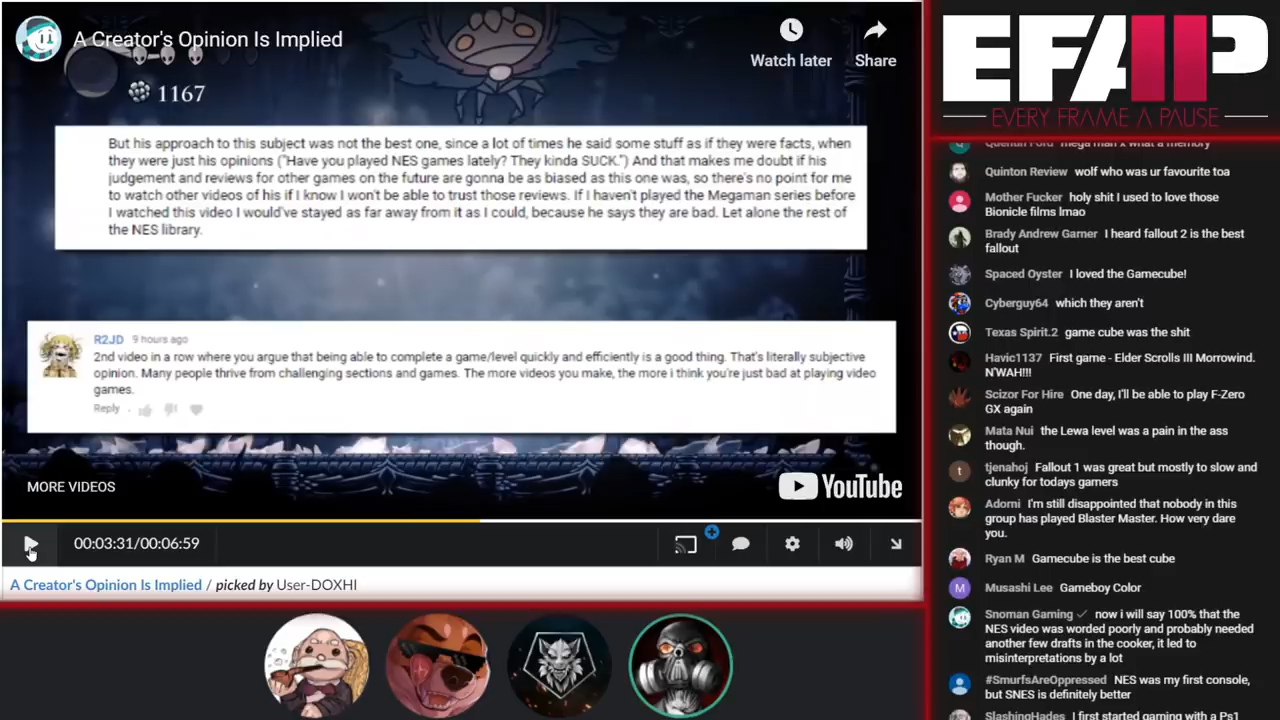 A Creator's Opinion Is Implied
Watch later
Share
1167
But his approach to this subject was not the best one, since a lot of times he said some stuff as if they were facts, when
they were just his opinions ("Have you played NES games lately? They kinda SUCK.") And that makes me doubt if his
judgement and reviews for other games on the future are gonna be as biased as this one was, so there's no point for me
to watch other videos of his if I know I won't be able to trust those reviews. If I haven't played the Megaman series before
I watched this video I would've stayed as far away from it as I could, because he says they are bad. Let alone the rest of
the NES library.
R2JD 9 hours ago
2nd video in a row where you argue that being able to complete a game/level quickly and efficiently is a good thing. That's literally subjective
opinion. Many people thrive from challenging sections and games. The more videos you make, the more i think you're just bad at playing video
games.
Reply
MORE VIDEOS
YouTube
00:03:31/00:06:59
A Creator's Opinion Is Implied / picked by User-DOXHI
EFAP
EVERY FRAME A PAUSE
Quentin Ford mega man x what a memory
Quinton Review wolf who was ur favourite toa
Mother Fucker holy shit I used to love those
Bionicle films lmao
Brady Andrew Garner I heard fallout 2 is the best
fallout
Spaced Oyster I loved the Gamecube!
Cyberguy64 which they aren't
Texas Spirit.2 game cube was the shit
Havic1137 First game - Elder Scrolls III Morrowind.
N'WAH!!!
Scizor For Hire One day, I'll be able to play F-Zero
GX again
Mata Nui the Lewa level was a pain in the ass
though.
t
tjenahoj Fallout 1 was great but mostly to slow and
clunky for todays gamers
Adorni I'm still disappointed that nobody in this
group has played Blaster Master. How very dare
you.
Ryan M Gamecube is the best cube
M
Musashi Lee Gameboy Color
Snoman Gaming ✓ now i will say 100% that the
NES video was worded poorly and probably needed
another few drafts in the cooker, it led to
misinterpretations by a lot
#SmurfsAreOppressed NES was my first console,
but SNES is definitely better
SlashingHades I first started gaming with a Ps1